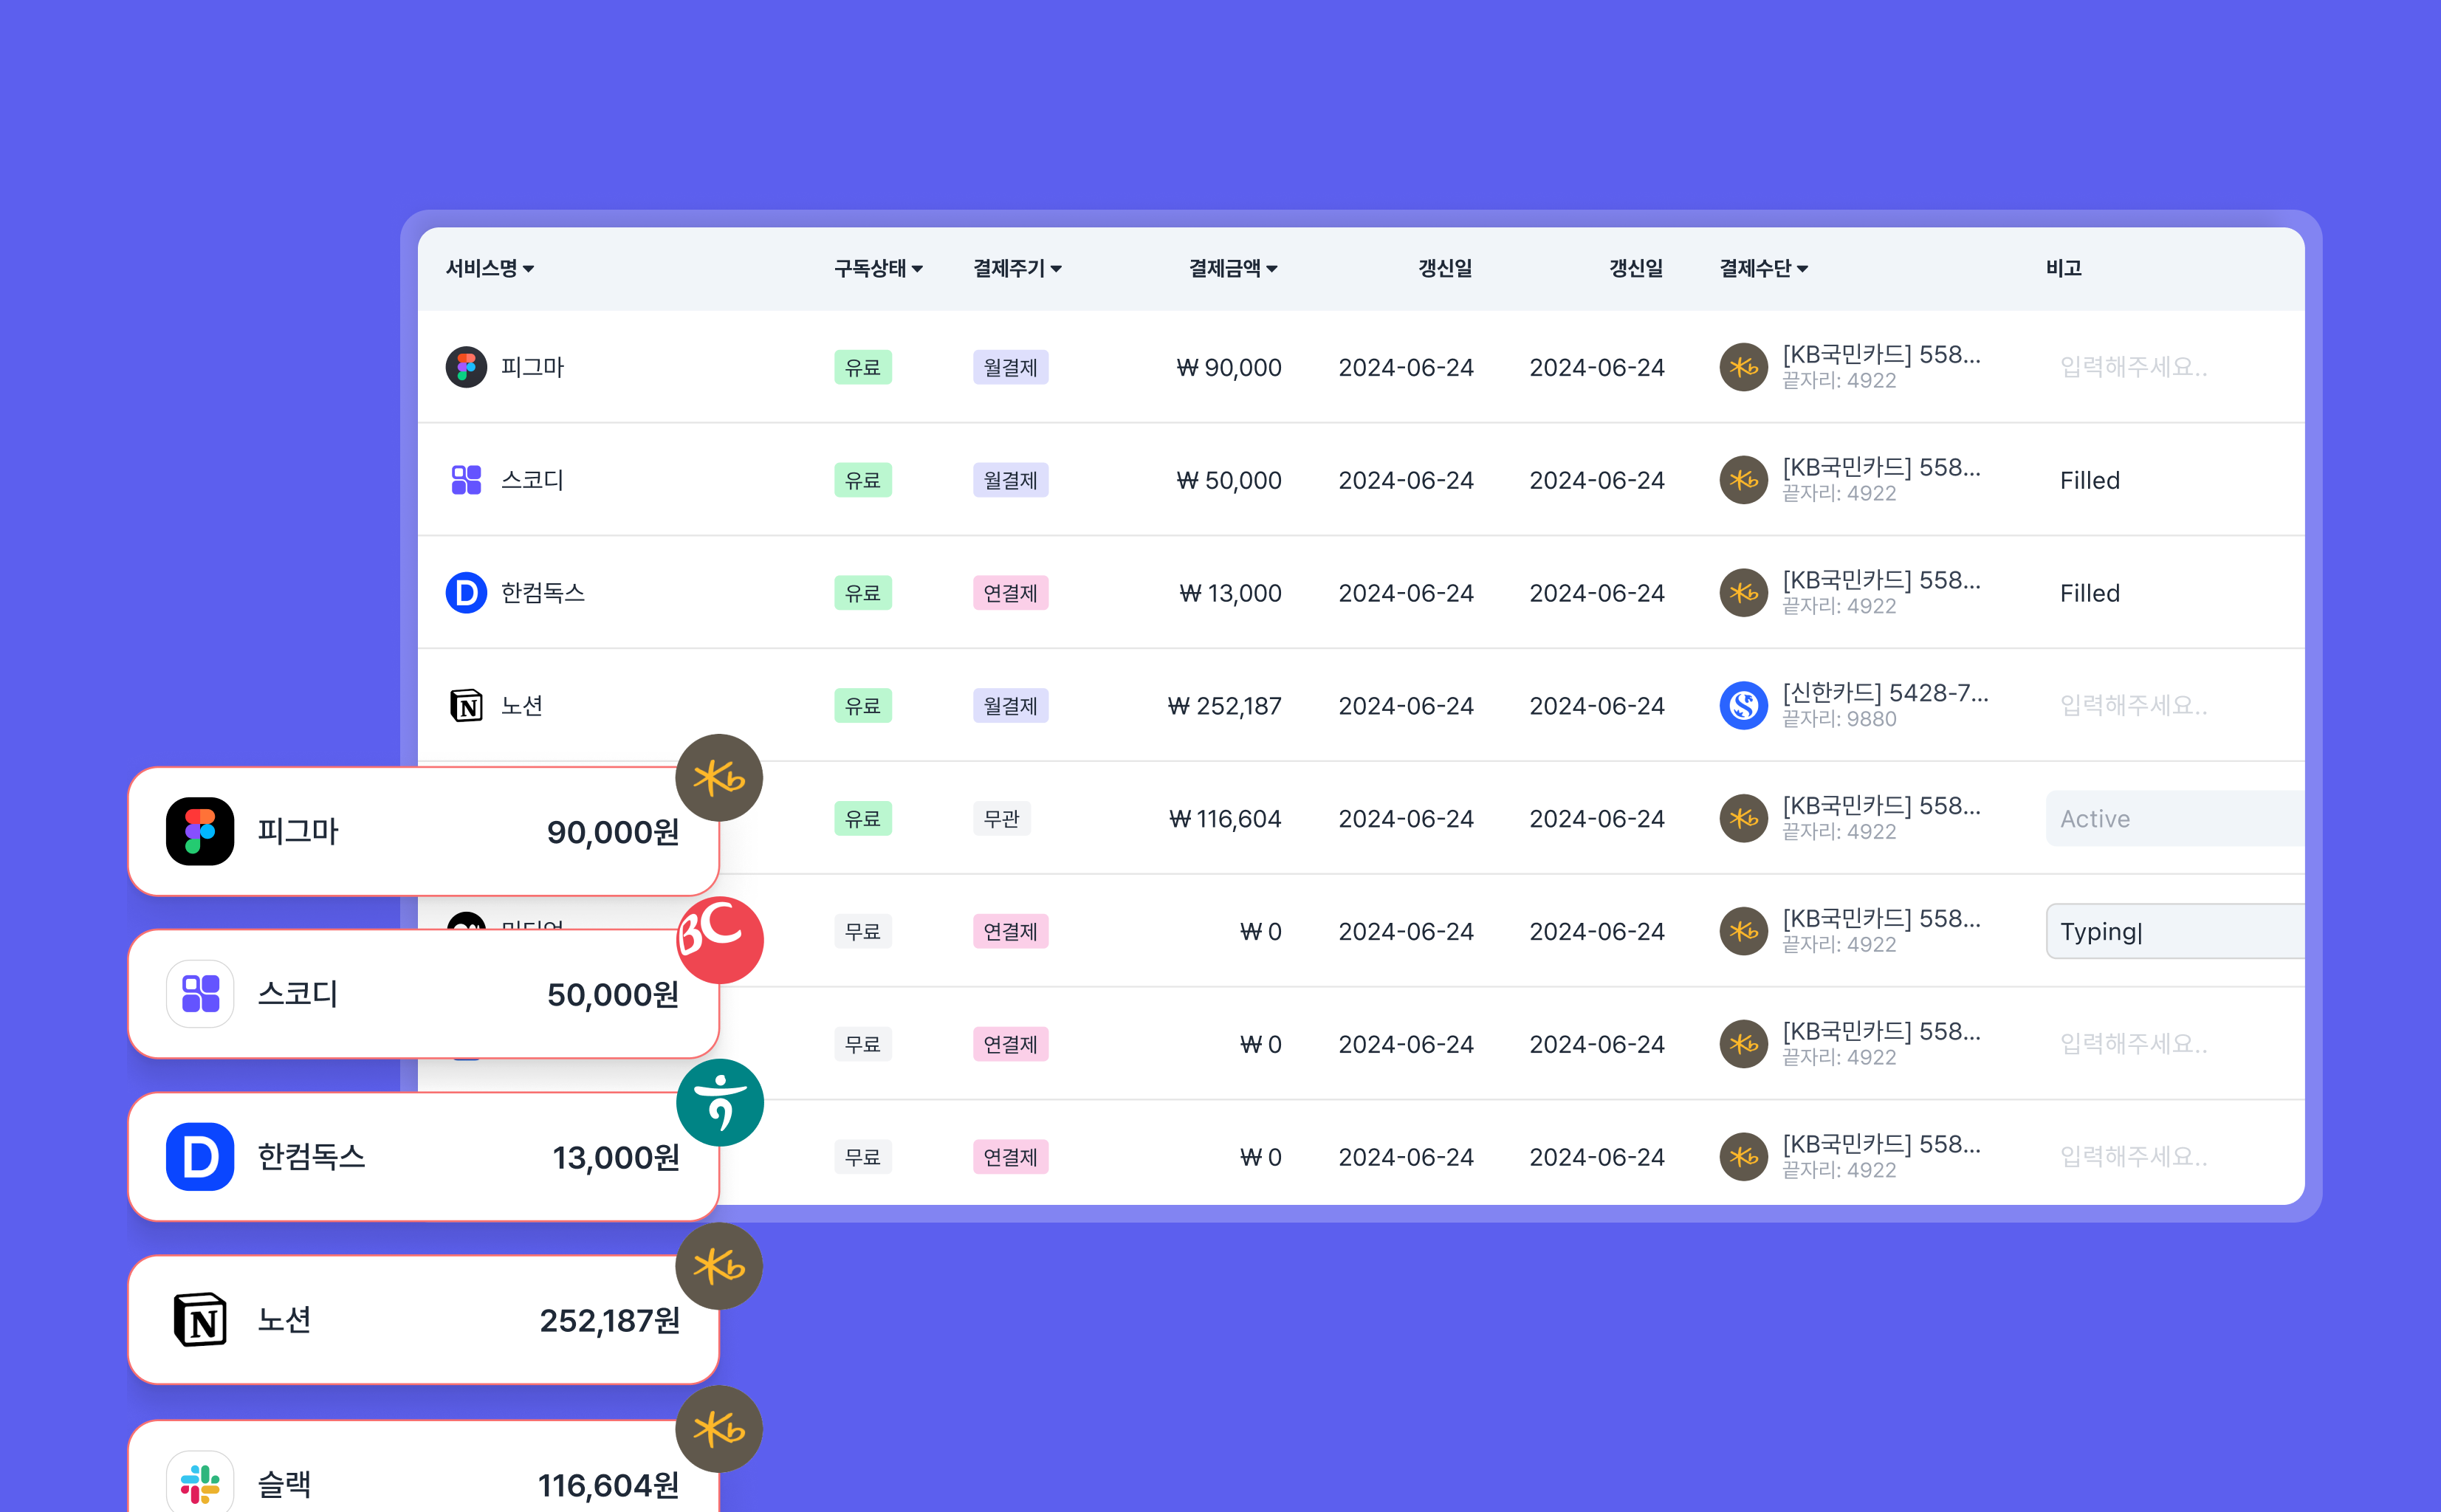 서비스명 구독상태 결제주기 결제금액 갱신일 갱신일 결제수단 비고
피그마 유료 월결제 ₩ 90,000 2024-06-24 2024-06-24 [KB국민카드] 558... 입력해주세요..
끝자리: 4922
스코디 유료 월결제 ₩ 50,000 2024-06-24 2024-06-24 [KB국민카드] 558... Filled
끝자리: 4922
한컴독스 유료 연결제 ₩ 13,000 2024-06-24 2024-06-24 [KB국민카드] 558... Filled
끝자리: 4922
노션 유료 월결제 ₩ 252,187 2024-06-24 2024-06-24 [신한카드] 5428-7... 입력해주세요..
끝자리: 9880
유료 무관 ₩ 116,604 2024-06-24 2024-06-24 [KB국민카드] 558... Active
끝자리: 4922
무료 연결제 ₩ 0 2024-06-24 2024-06-24 [KB국민카드] 558... Typing|
끝자리: 4922
무료 연결제 ₩ 0 2024-06-24 2024-06-24 [KB국민카드] 558... 입력해주세요..
끝자리: 4922
무료 연결제 ₩ 0 2024-06-24 2024-06-24 [KB국민카드] 558... 입력해주세요..
끝자리: 4922
피그마 90,000원
BC
스코디 50,000원
D 한컴독스 13,000원
N 노션 252,187원
슬랙 116,604원